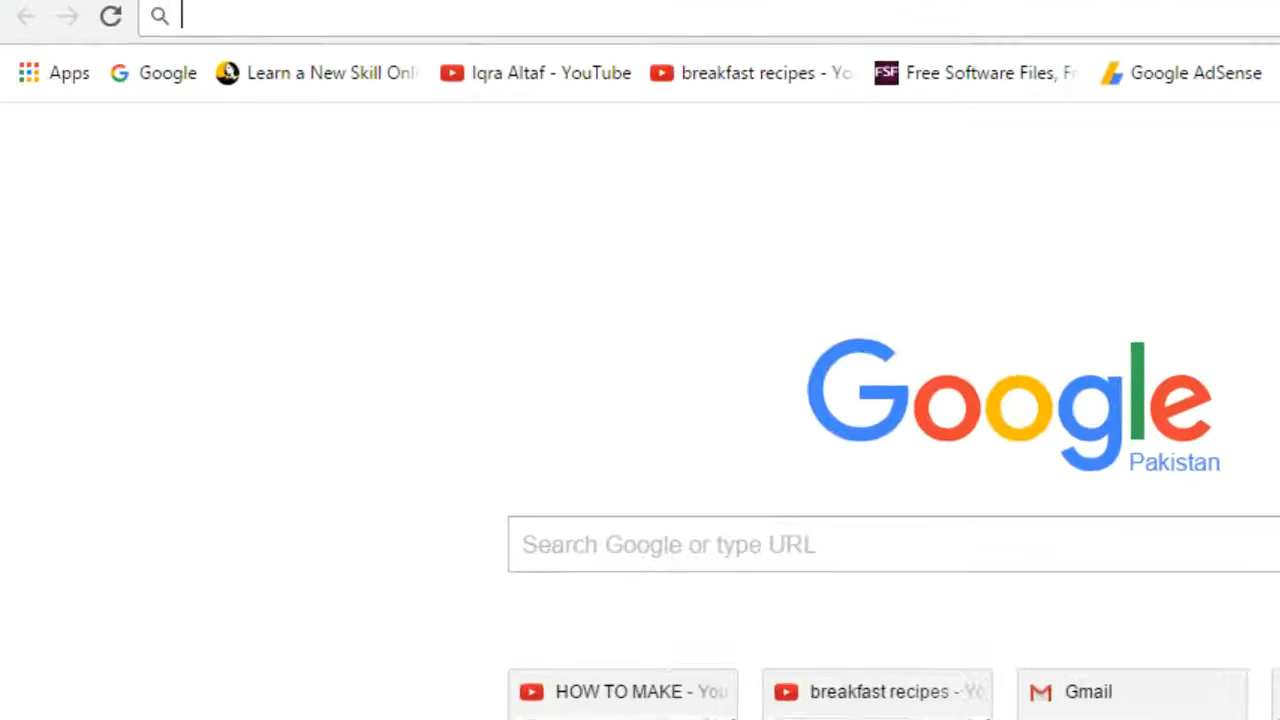 Apps Google Learn a New Skill Onl Iqra Altaf - YouTube breakfast recipes - Yo FSF Free Software Files, F Google AdSense
Google
Pakistan
Search Google or type URL
HOW TO MAKE - You breakfast recipes - Yo Gmail